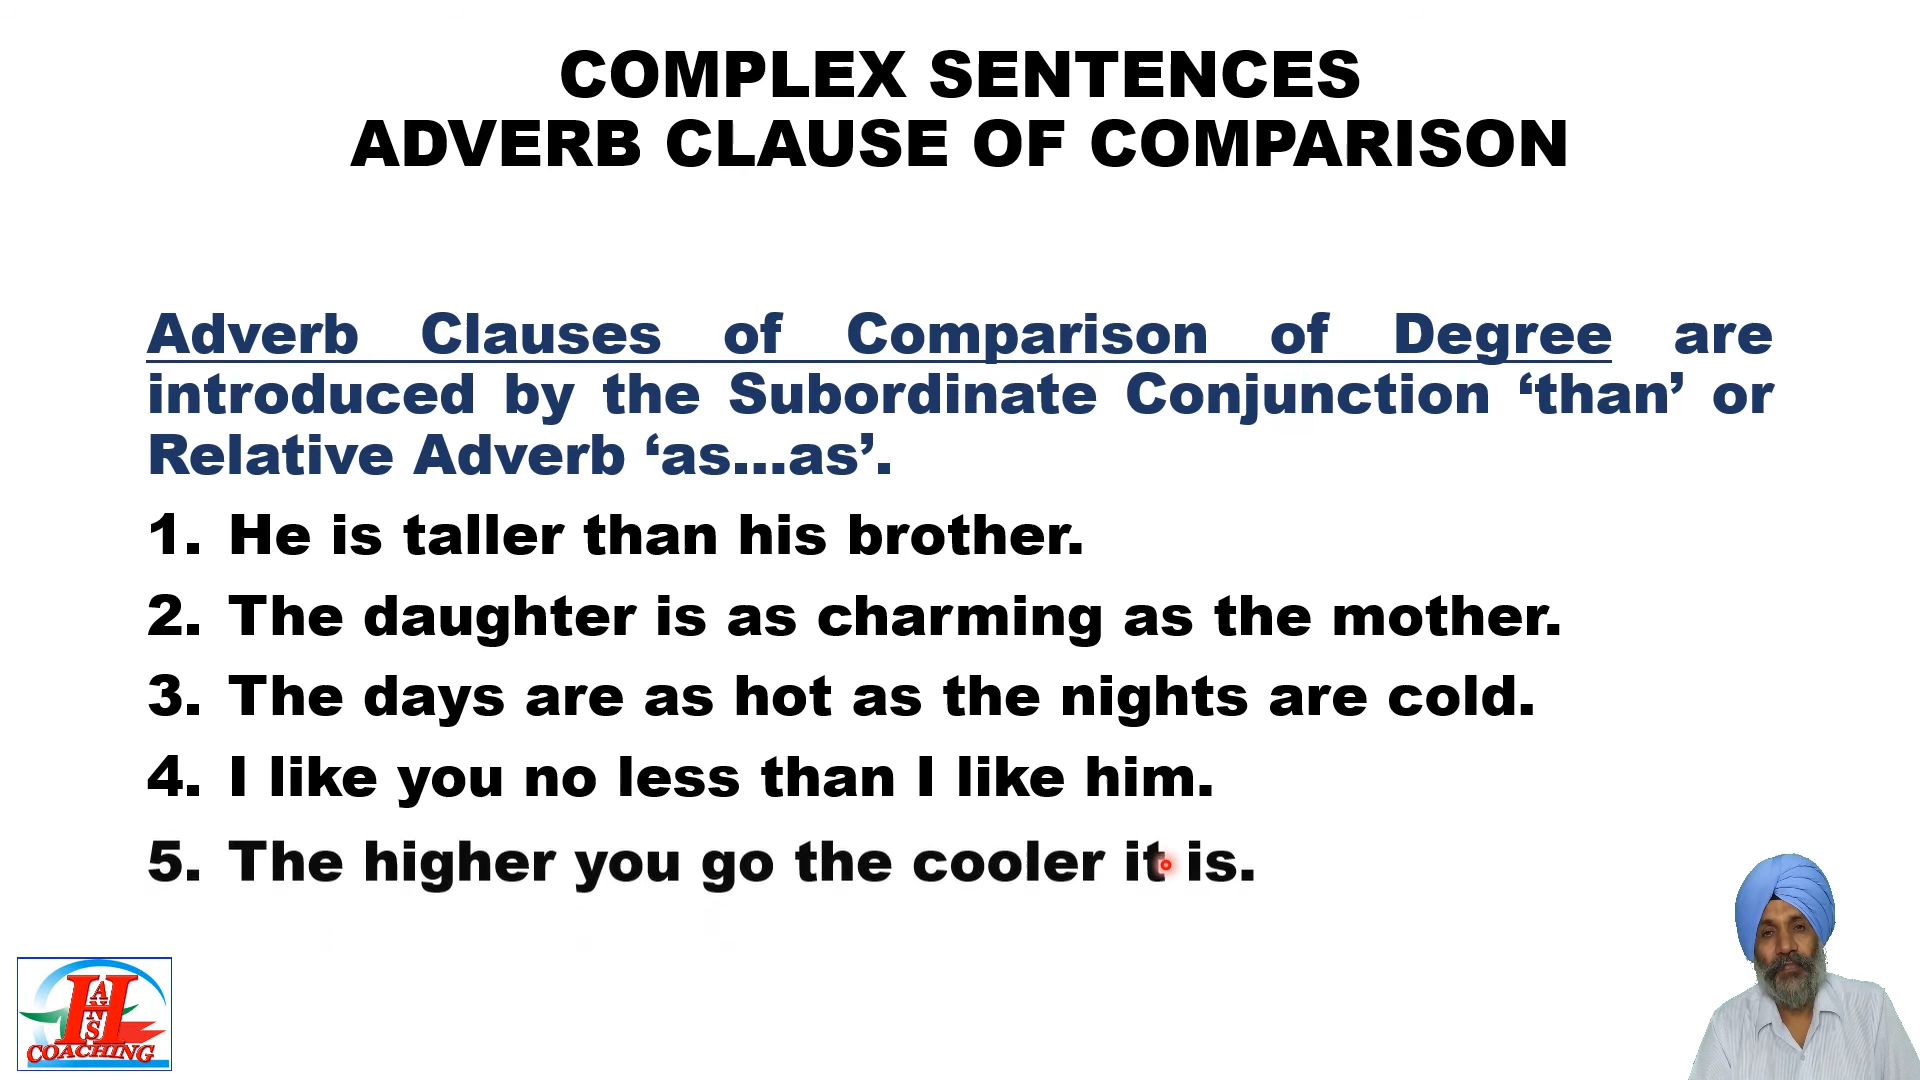 COMPLEX SENTENCES
ADVERB CLAUSE OF COMPARISON
Adverb Clauses of Comparison of Degree are
introduced by the Subordinate Conjunction ‘than’ or
Relative Adverb ‘as…as’.
1. He is taller than his brother.
2. The daughter is as charming as the mother.
3. The days are as hot as the nights are cold.
4. I like you no less than I like him.
5. The higher you go the cooler it is.
HANS
COACHING